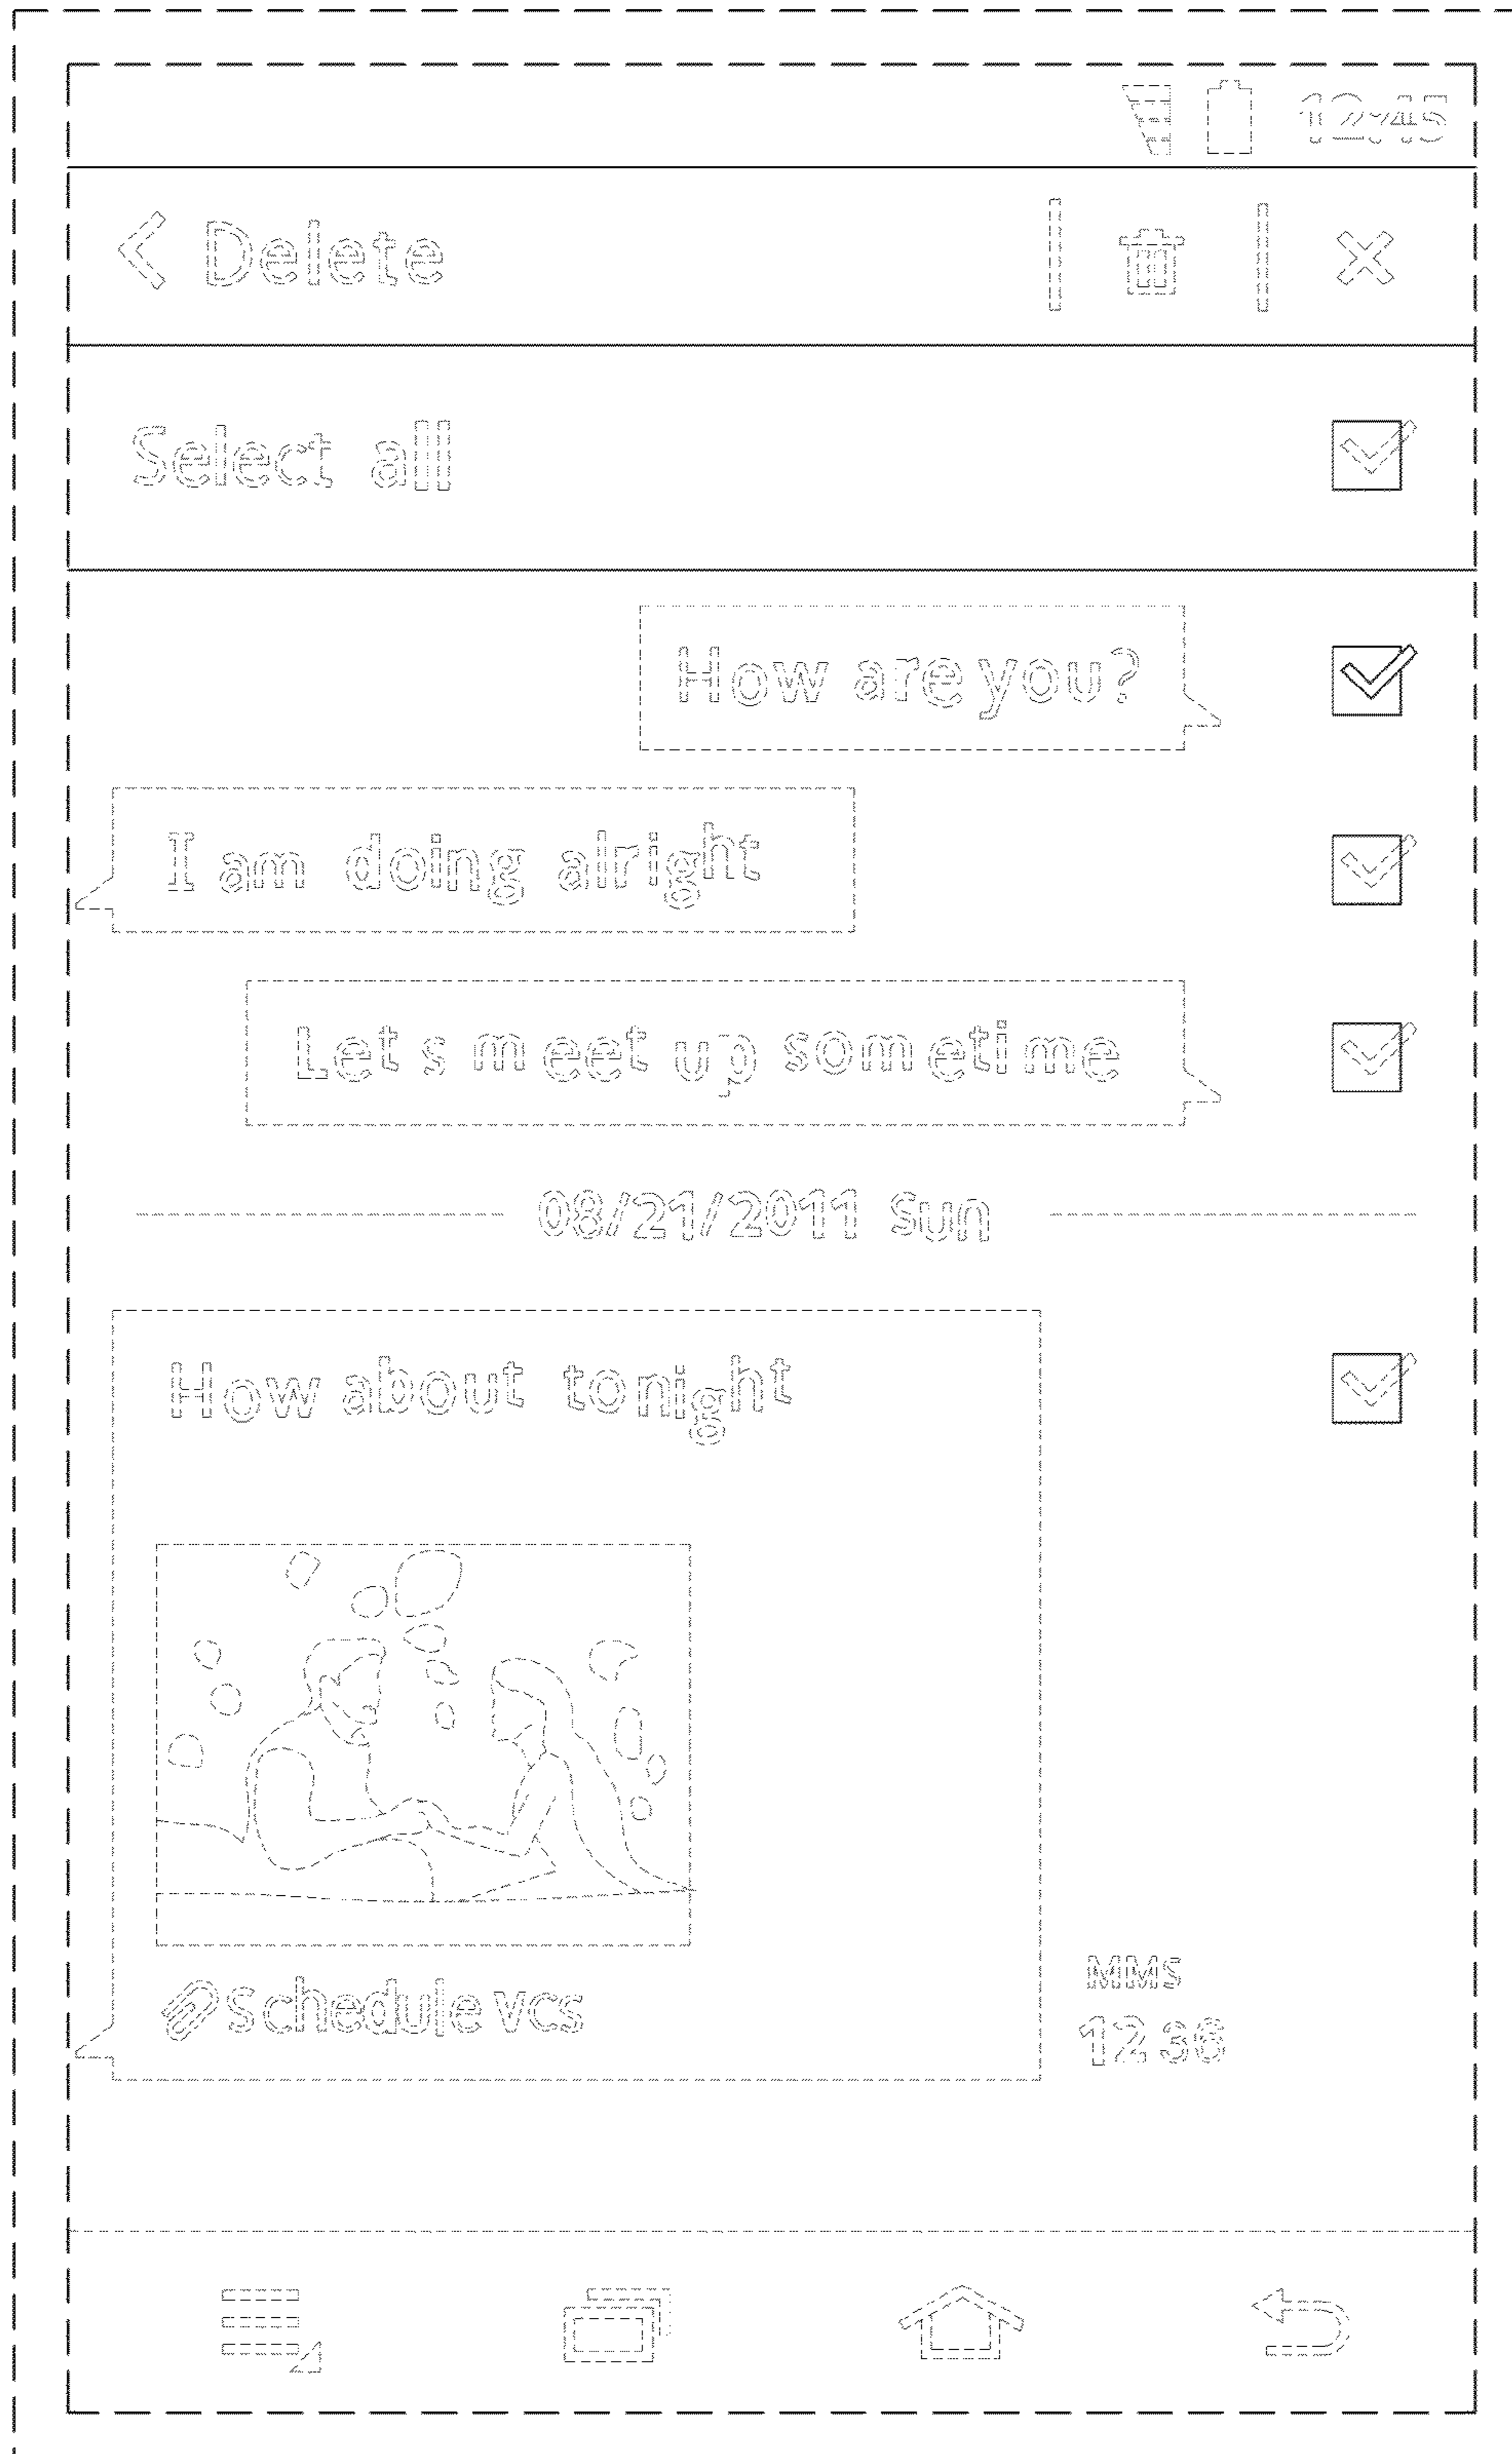 12:45
Delete
Select all
How are you?
I am doing alright
Let s meet up sometime
08/21/2011 sun
How about tonight
schedule vcs
MMs
12 36